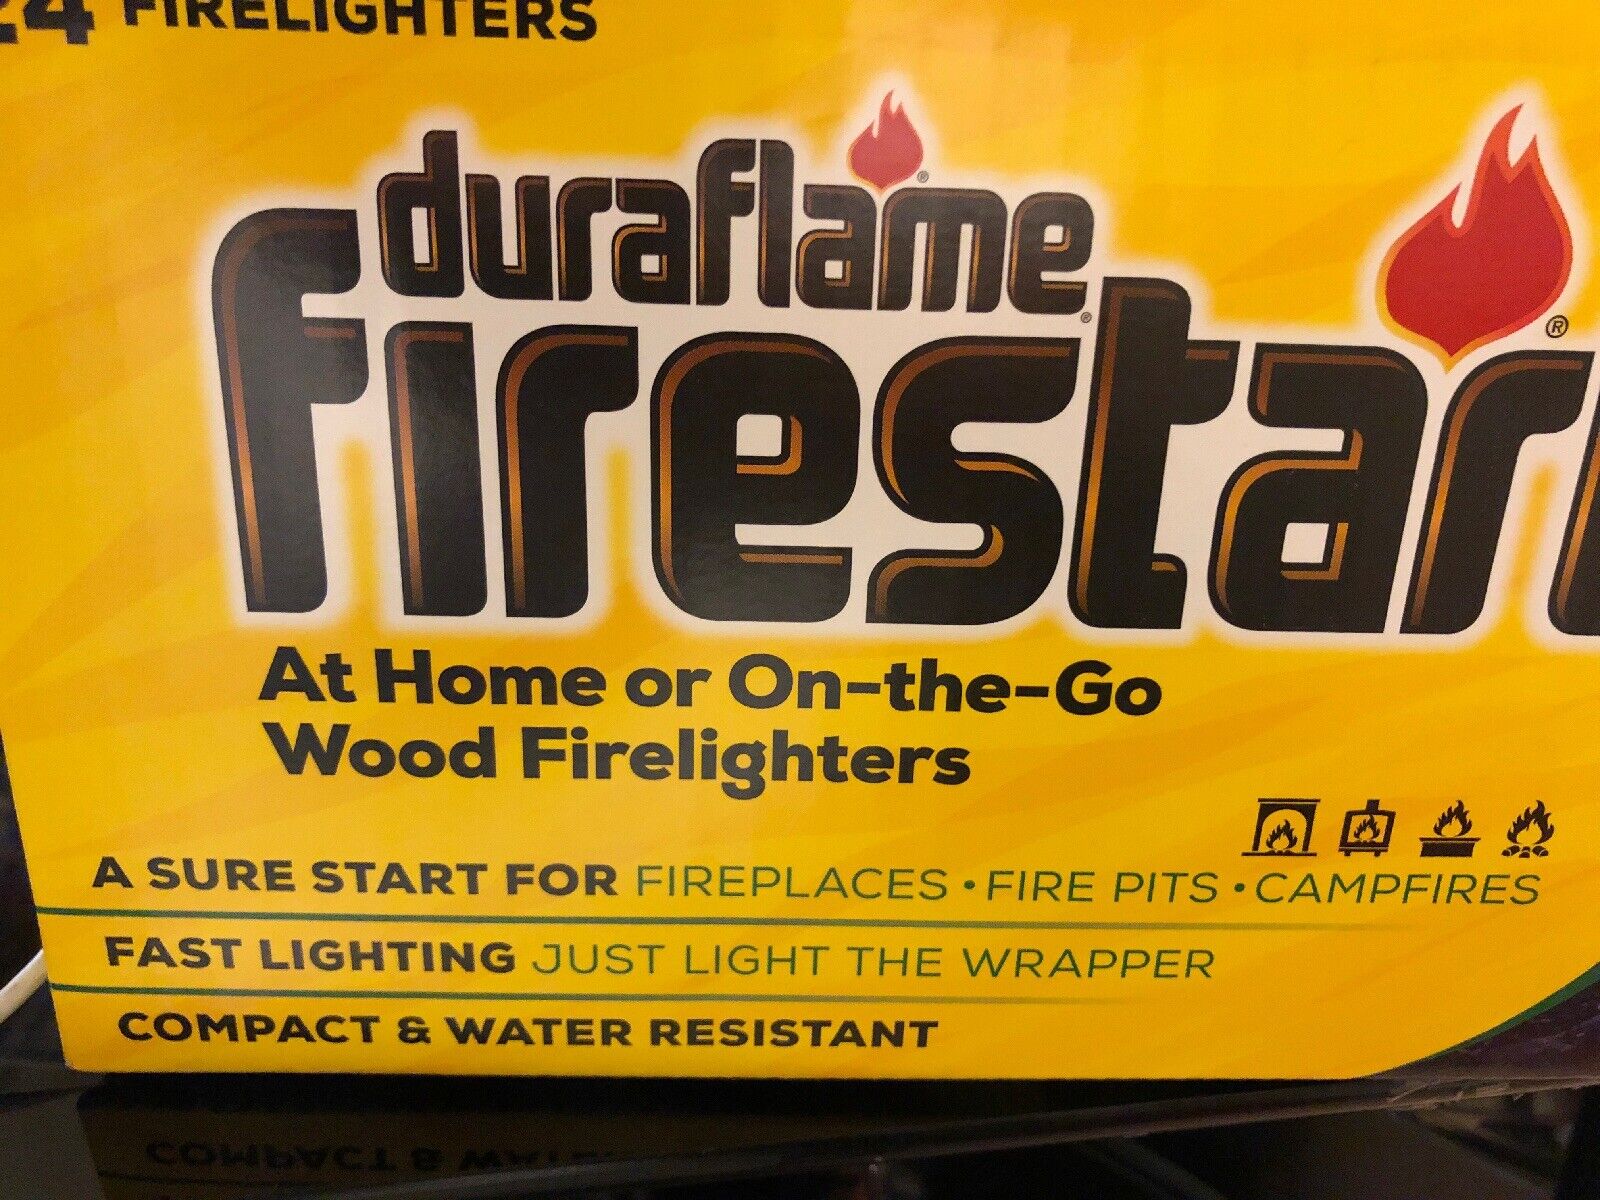 24 FIRELIGHTERS
duraflame®
firestart®
At Home or On-the-Go
Wood Firelighters
A SURE START FOR FIREPLACES • FIRE PITS • CAMPFIRES
FAST LIGHTING JUST LIGHT THE WRAPPER
COMPACT & WATER RESISTANT